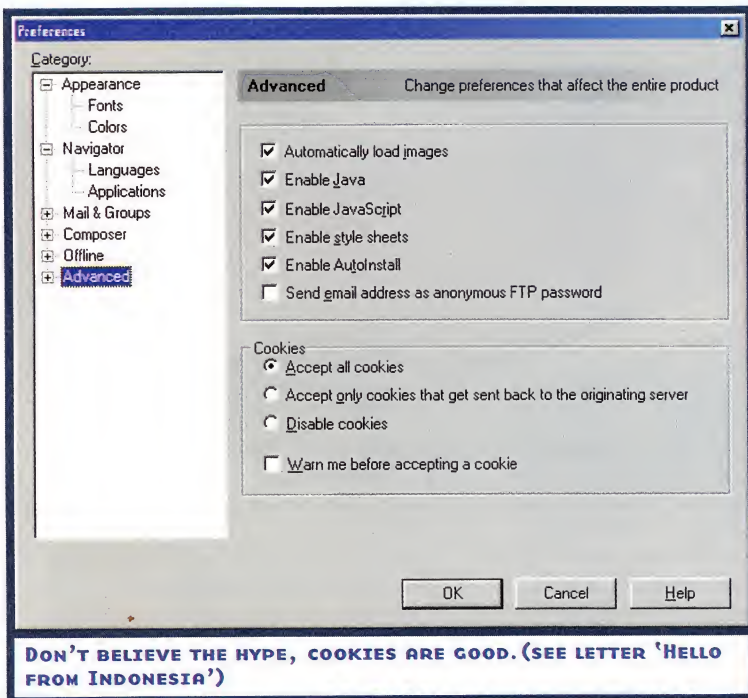 Preferences
Category:
Appearance
Fonts
Colors
Navigator
Languages
Applications
Mail & Groups
Composer
Offline
Advanced
Advanced Change preferences that affect the entire product
Automatically load images
Enable Java
Enable JavaScript
Enable style sheets
Enable AutoInstall
Send email address as anonymous FTP password
Cookies
Accept all cookies
Accept only cookies that get sent back to the originating server
Disable cookies
Warn me before accepting a cookie
OK Cancel Help
DON'T BELIEVE THE HYPE, COOKIES ARE GOOD.(SEE LETTER 'HELLO
FROM INDONESIA')